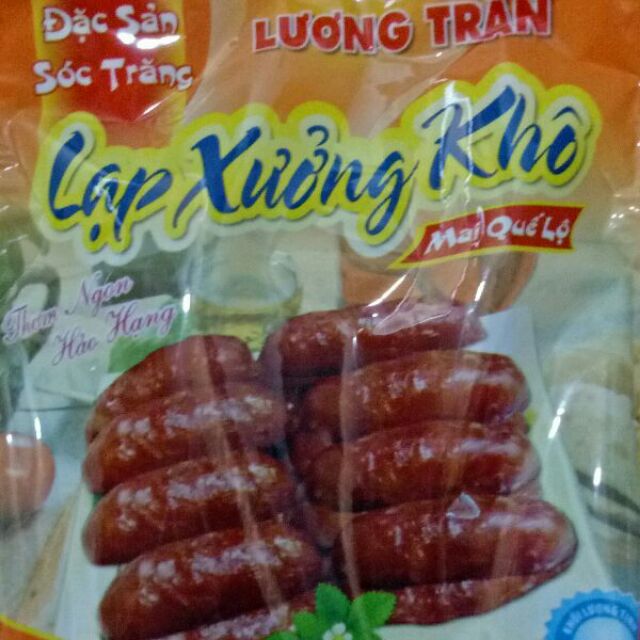 Đặc Sản
Sóc Trăng
LƯƠNG TRÂN
Lạp Xưởng Khô
Mai Quế Lộ
Thơm Ngon
Hảo Hạng